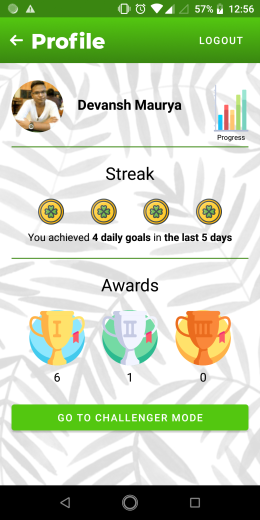 57% 12:56
Profile
LOGOUT
Devansh Maurya
Progress
Streak
You achieved 4 daily goals in the last 5 days
Awards
I II III
6 1 0
GO TO CHALLENGER MODE